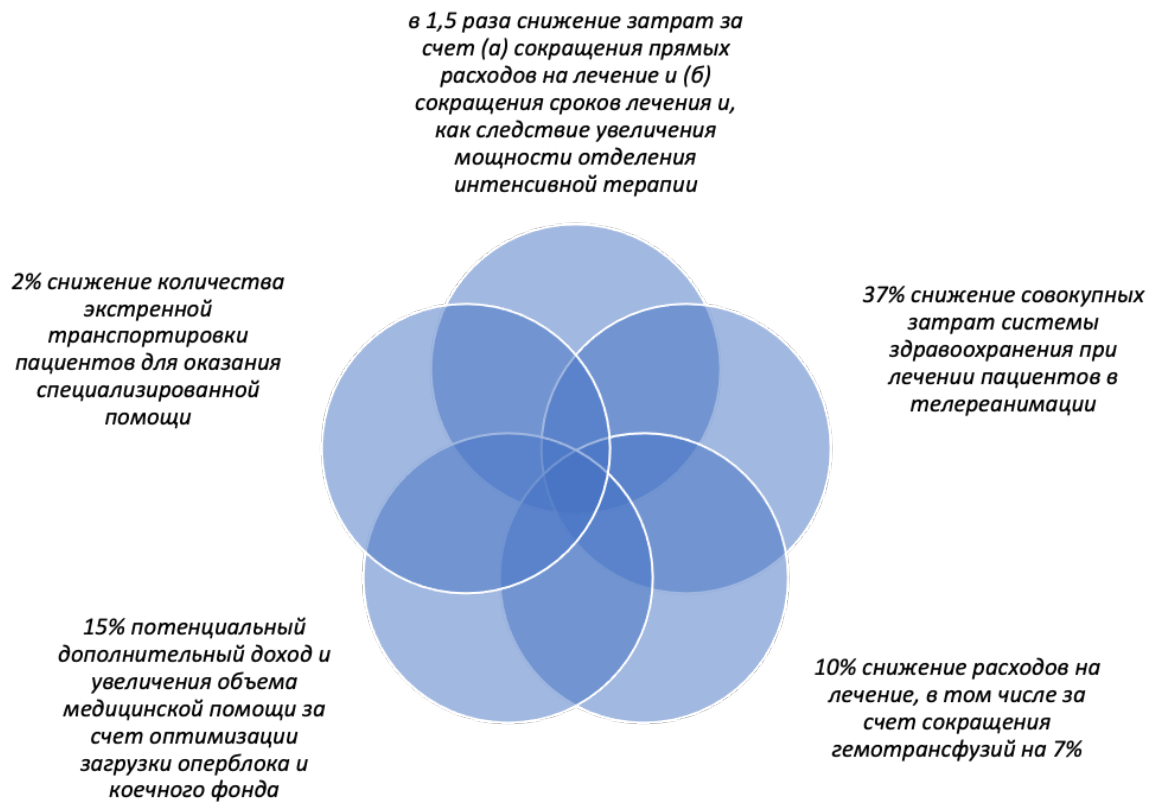 в 1,5 раза снижение затрат за
счет (а) сокращения прямых
расходов на лечение и (б)
сокращения сроков лечения и,
как следствие увеличения
мощности отделения
интенсивной терапии
2% снижение количества
экстренной
транспортировки
пациентов для оказания
специализированной
помощи
37% снижение совокупных
затрат системы
здравоохранения при
лечении пациентов в
телереанимации
15% потенциальный
дополнительный доход и
увеличения объема
медицинской помощи за
счет оптимизации
загрузки оперблока и
коечного фонда
10% снижение расходов на
лечение, в том числе за
счет сокращения
гемотрансфузий на 7%